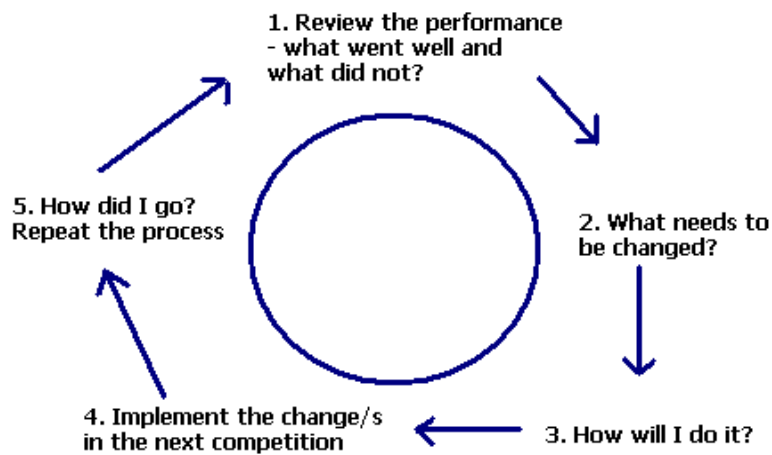 1. Review the performance
- what went well and
what did not?
2. What needs to
be changed?
3. How will I do it?
4. Implement the change/s
in the next competition
5. How did I go?
Repeat the process